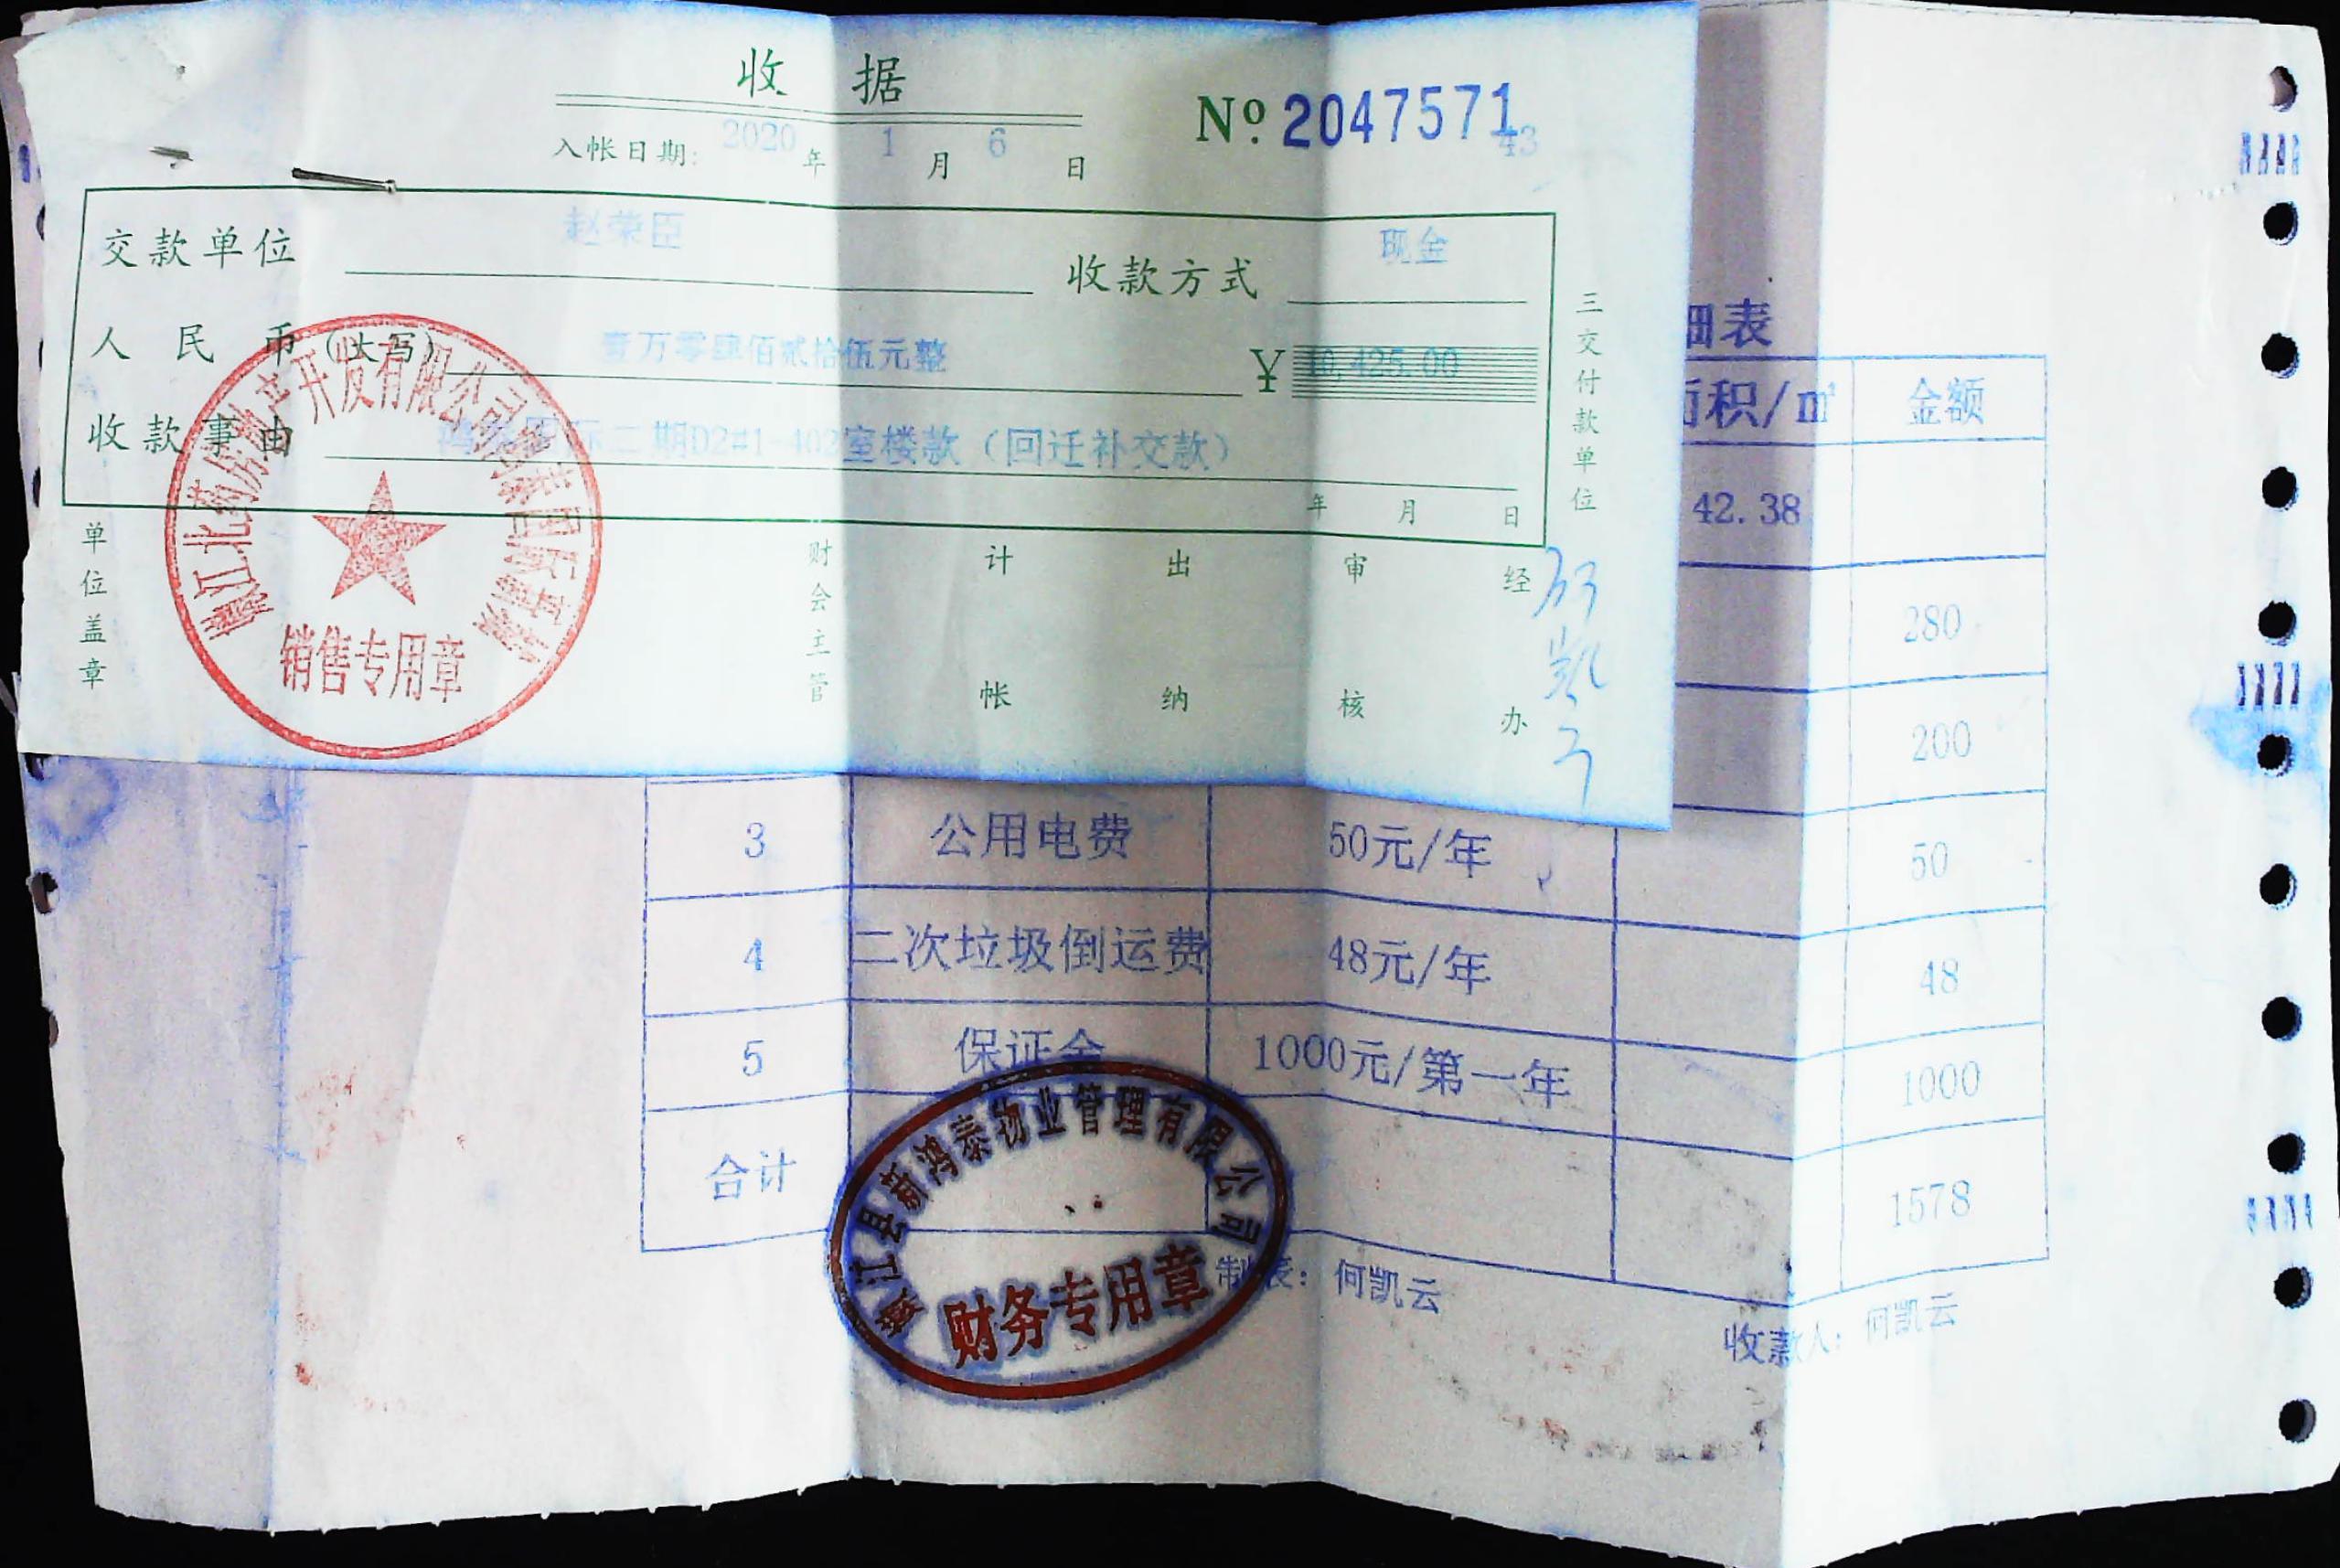 收据
№ 2047571
43
入帐日期: 2020 年 1 月 6 日
交款单位 赵荣臣 收款方式 现金
人民币(大写) 壹万零肆佰贰拾伍元整 ¥ 10,425.00
收款事由 二期D2#1-402室楼款（回迁补交款）
年 月 日
三交付款单位
单位盖章 财会主管 计帐 出纳 审核 经办
销售专用章
细表
面积/㎡ 金额
42.38
280
200
3 公用电费 50元/年 50
4 二次垃圾倒运费 48元/年 48
5 保证金 1000元/第一年 1000
合计 1578
江县新鸿泰物业管理有限公司
财务专用章
制表：何凯云
收款人：何凯云